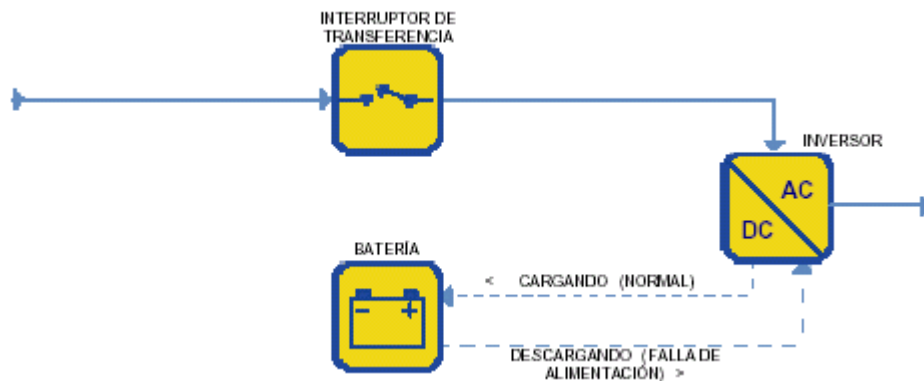 INTERRUPTOR DE
TRANSFERENCIA
INVERSOR
AC
DC
BATERÍA
< CARGANDO (NORMAL)
- +
DESCARGANDO (FALLA DE
ALIMENTACIÓN) >